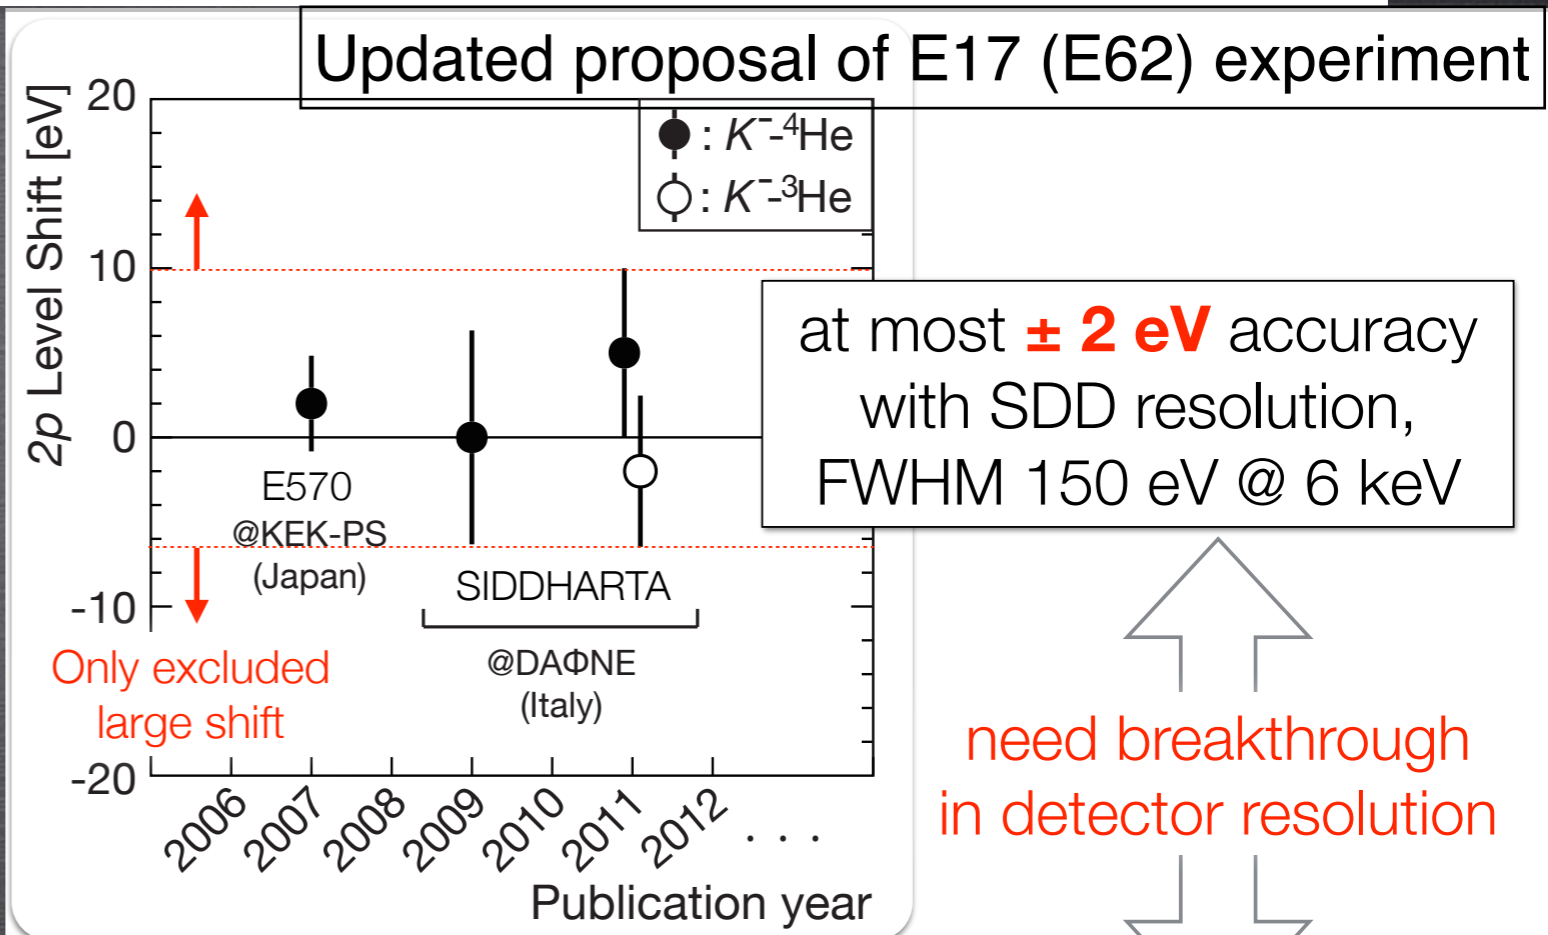 Updated proposal of E17 (E62) experiment
2p Level Shift [eV]
20
10
0
-10
-20
: K⁻-⁴He
: K⁻-³He
E570
@KEK-PS
(Japan)
SIDDHARTA
@DAΦNE
(Italy)
Only excluded
large shift
2006
2007
2008
2009
2010
2011
2012
. . .
Publication year
at most ± 2 eV accuracy
with SDD resolution,
FWHM 150 eV @ 6 keV
need breakthrough
in detector resolution